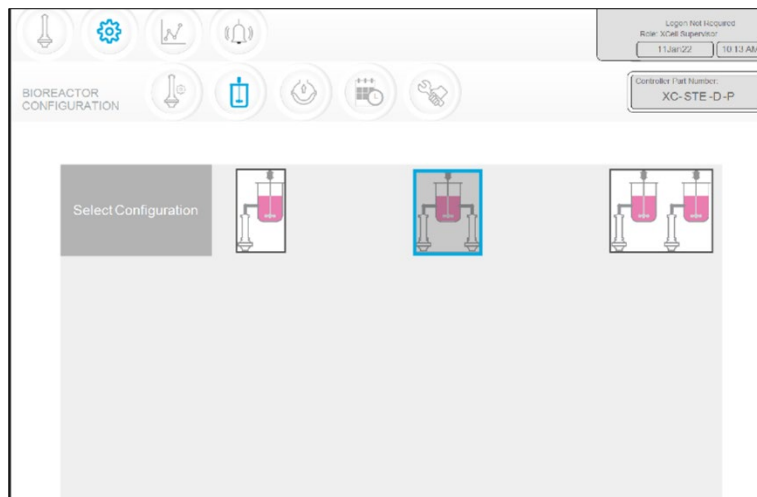 Logon Not Required
Role: XCell Supervisor
11Jan22
10:13 AM
BIOREACTOR
CONFIGURATION
Controller Part Number:
XC-STE-D-P
Select Configuration